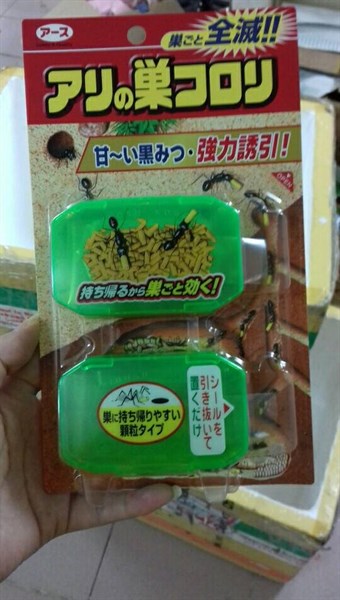 アース
巣ごと全滅!!
アリの巣コロリ
甘〜い黒みつ・強力誘引!
持ち帰るから巣ごと効く!
巣に持ち帰りやすい
顆粒タイプ
シールを
引き抜いて
置くだけ